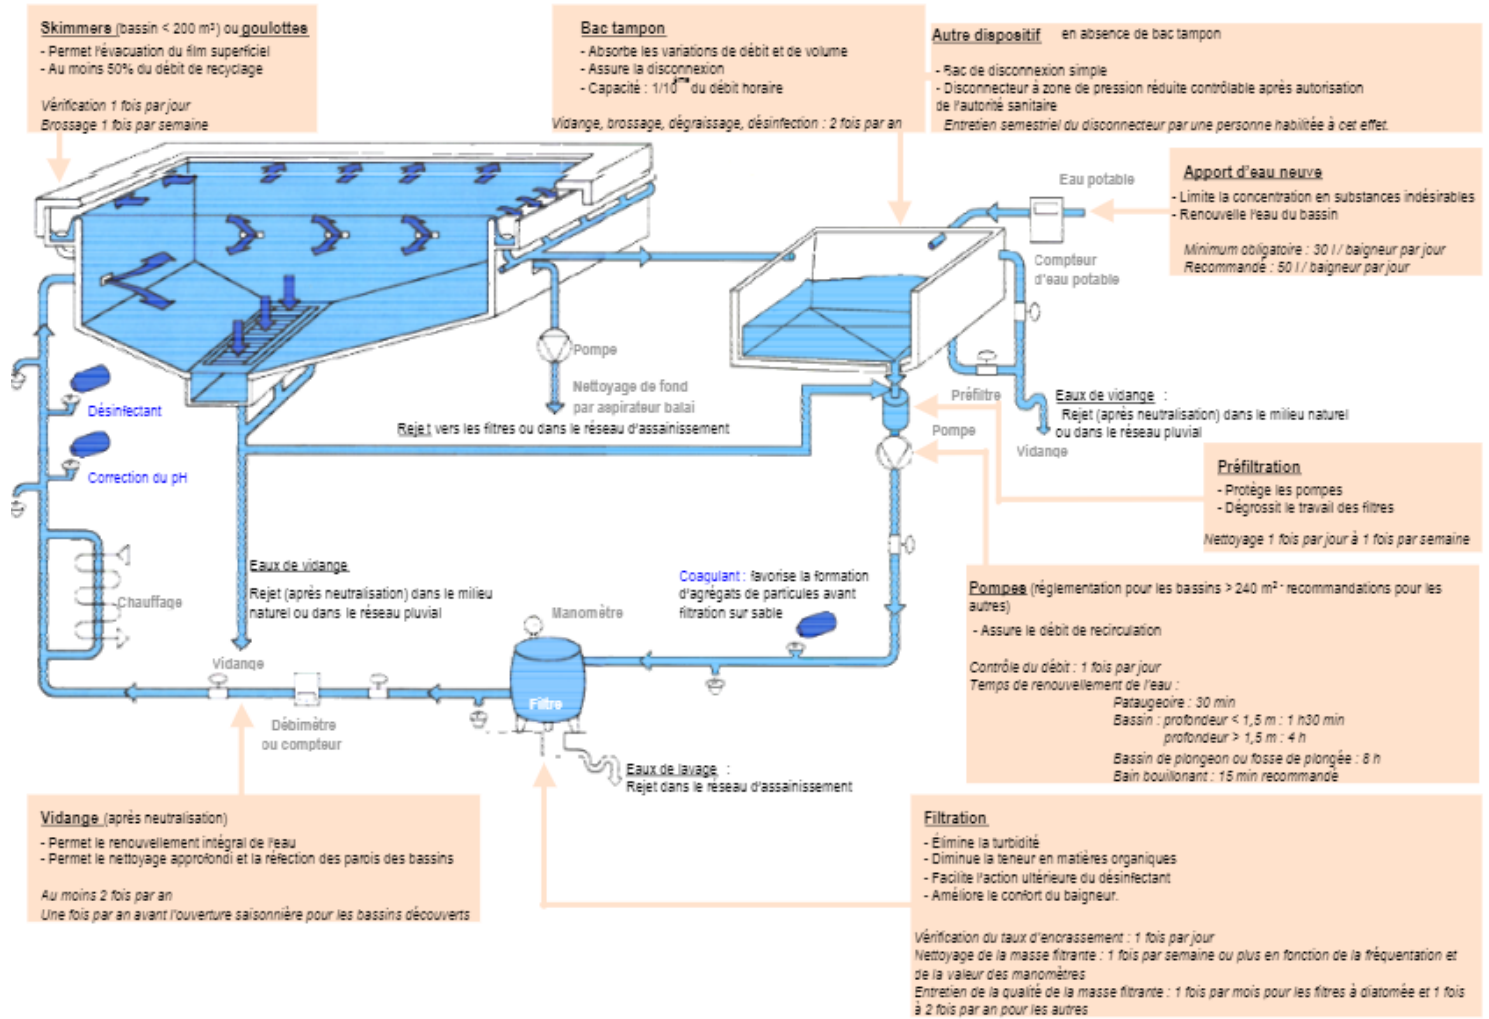 Skimmers (bassin < 200 m³) ou goulottes
- Permet l'évacuation du film superficiel
- Au moins 50% du débit de recyclage
Vérification 1 fois par jour
Brossage 1 fois par semaine
Bac tampon
- Absorbe les variations de débit et de volume
- Assure la disconnexion
- Capacité : 1/10ème du débit horaire
Vidange, brossage, dégraissage, désinfection : 2 fois par an
Autre dispositif en absence de bac tampon
- Bac de disconnexion simple
- Disconnecteur à zone de pression réduite contrôlable après autorisation
de l'autorité sanitaire
Entretien semestriel du disconnecteur par une personne habilitée à cet effet.
Apport d'eau neuve
- Limite la concentration en substances indésirables
- Renouvelle l'eau du bassin
Minimum obligatoire : 30 l / baigneur par jour
Recommandé : 50 l / baigneur par jour
Eau potable
Compteur
d'eau potable
Pompe
Nettoyage de fond
par aspirateur balai
Rejet vers les filtres ou dans le réseau d'assainissement
Préfiltre
Pompe
Eaux de vidange :
Rejet (après neutralisation) dans le milieu naturel
ou dans le réseau pluvial
Vidange
Désinfectant
Correction du pH
Préfiltration
- Protège les pompes
- Dégrossit le travail des filtres
Nettoyage 1 fois par jour à 1 fois par semaine
Eaux de vidange
Rejet (après neutralisation) dans le milieu
naturel ou dans le réseau pluvial
Chauffage
Vidange
Coagulant : favorise la formation
d'agrégats de particules avant
filtration sur sable
Manomètre
Filtre
Débimètre
ou compteur
Eaux de lavage :
Rejet dans le réseau d'assainissement
Pompes (réglementation pour les bassins > 240 m² - recommandations pour les
autres)
- Assure le débit de recirculation
Contrôle du débit : 1 fois par jour
Temps de renouvellement de l'eau :
Pataugeoire : 30 min
Bassin : profondeur < 1,5 m : 1 h30 min
profondeur > 1,5 m : 4 h
Bassin de plongeon ou fosse de plongée : 8 h
Bain bouillonant : 15 min recommandé
Vidange (après neutralisation)
- Permet le renouvellement intégral de l'eau
- Permet le nettoyage approfondi et la réfection des parois des bassins
Au moins 2 fois par an
Une fois par an avant l'ouverture saisonnière pour les bassins découverts
Filtration
- Élimine la turbidité
- Diminue la teneur en matières organiques
- Facilite l'action ultérieure du désinfectant
- Améliore le confort du baigneur.
Vérification du taux d'encrassement : 1 fois par jour
Nettoyage de la masse filtrante : 1 fois par semaine ou plus en fonction de la fréquentation et
de la valeur des manomètres
Entretien de la qualité de la masse filtrante : 1 fois par mois pour les filtres à diatomée et 1 fois
à 2 fois par an pour les autres